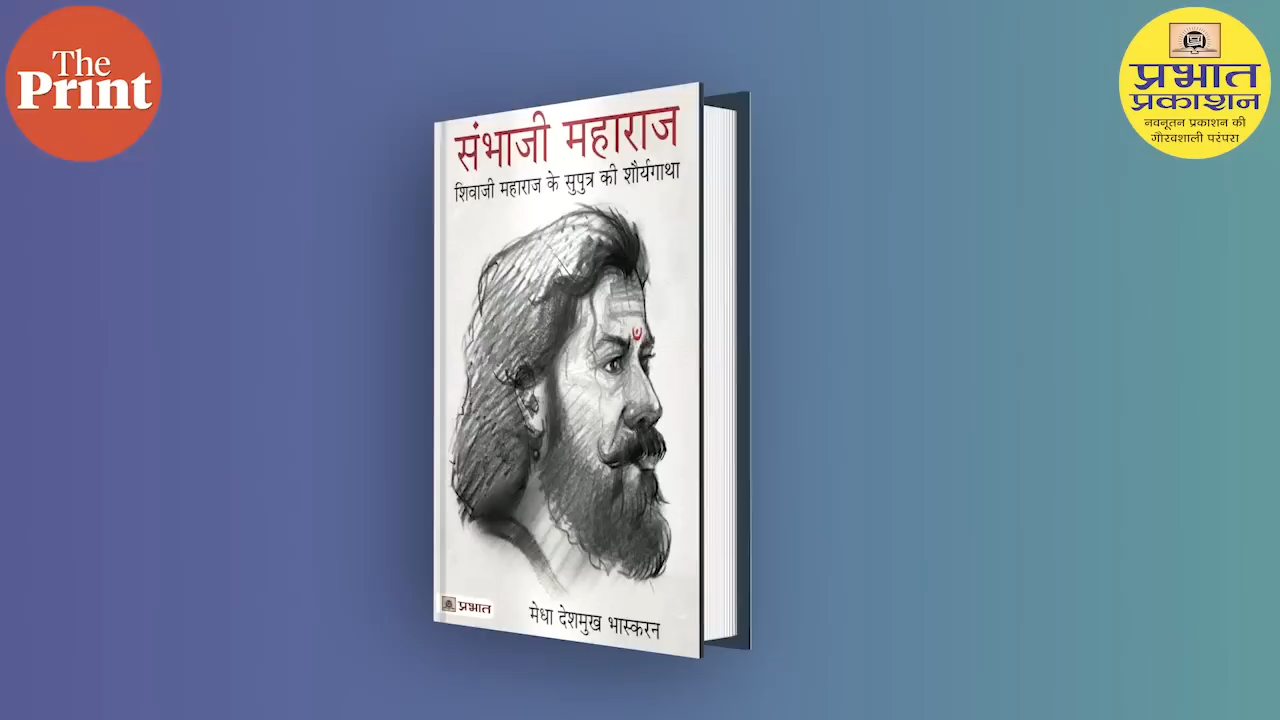 The
Print
प्रभात
प्रकाशन
नवनूतन प्रकाशन की
गौरवशाली परंपरा
संभाजी महाराज
शिवाजी महाराज के सुपुत्र की शौर्यगाथा
प्रभात
मेधा देशमुख भास्करन